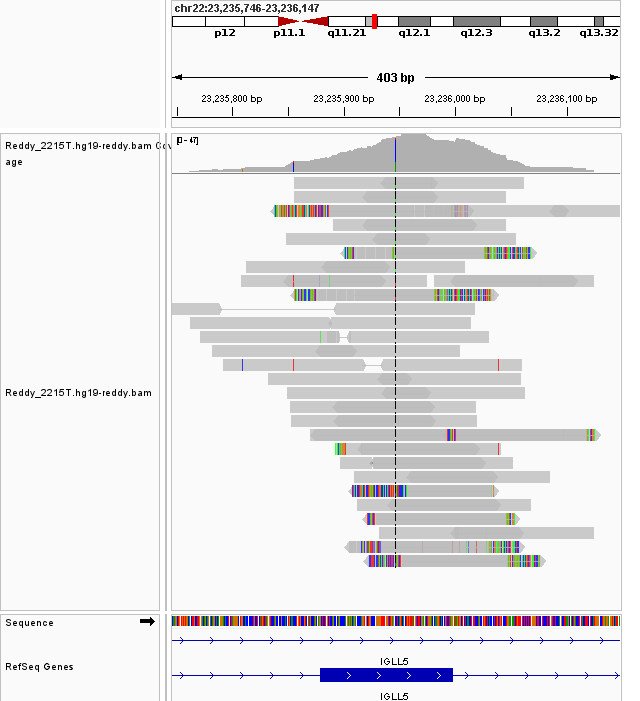 chr22:23,235,746-23,236,147
p12 p11.1 q11.21 q12.1 q12.3 q13.2 q13.32
403 bp
23,235,800 bp 23,235,900 bp 23,236,000 bp 23,236,100 bp
Reddy_2215T.hg19-reddy.bam Cov
age
[0 - 47]
Reddy_2215T.hg19-reddy.bam
Sequence
IGLL5
RefSeq Genes
IGLL5